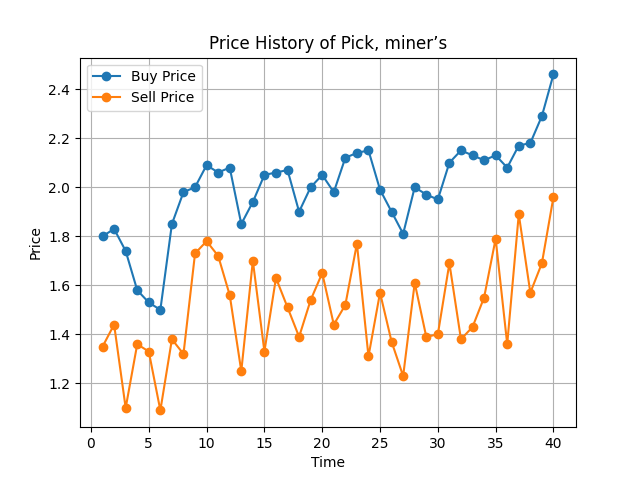 Price History of Pick, miner’s
Buy Price
Sell Price
Price
2.4
2.2
2.0
1.8
1.6
1.4
1.2
0 5 10 15 20 25 30 35 40
Time